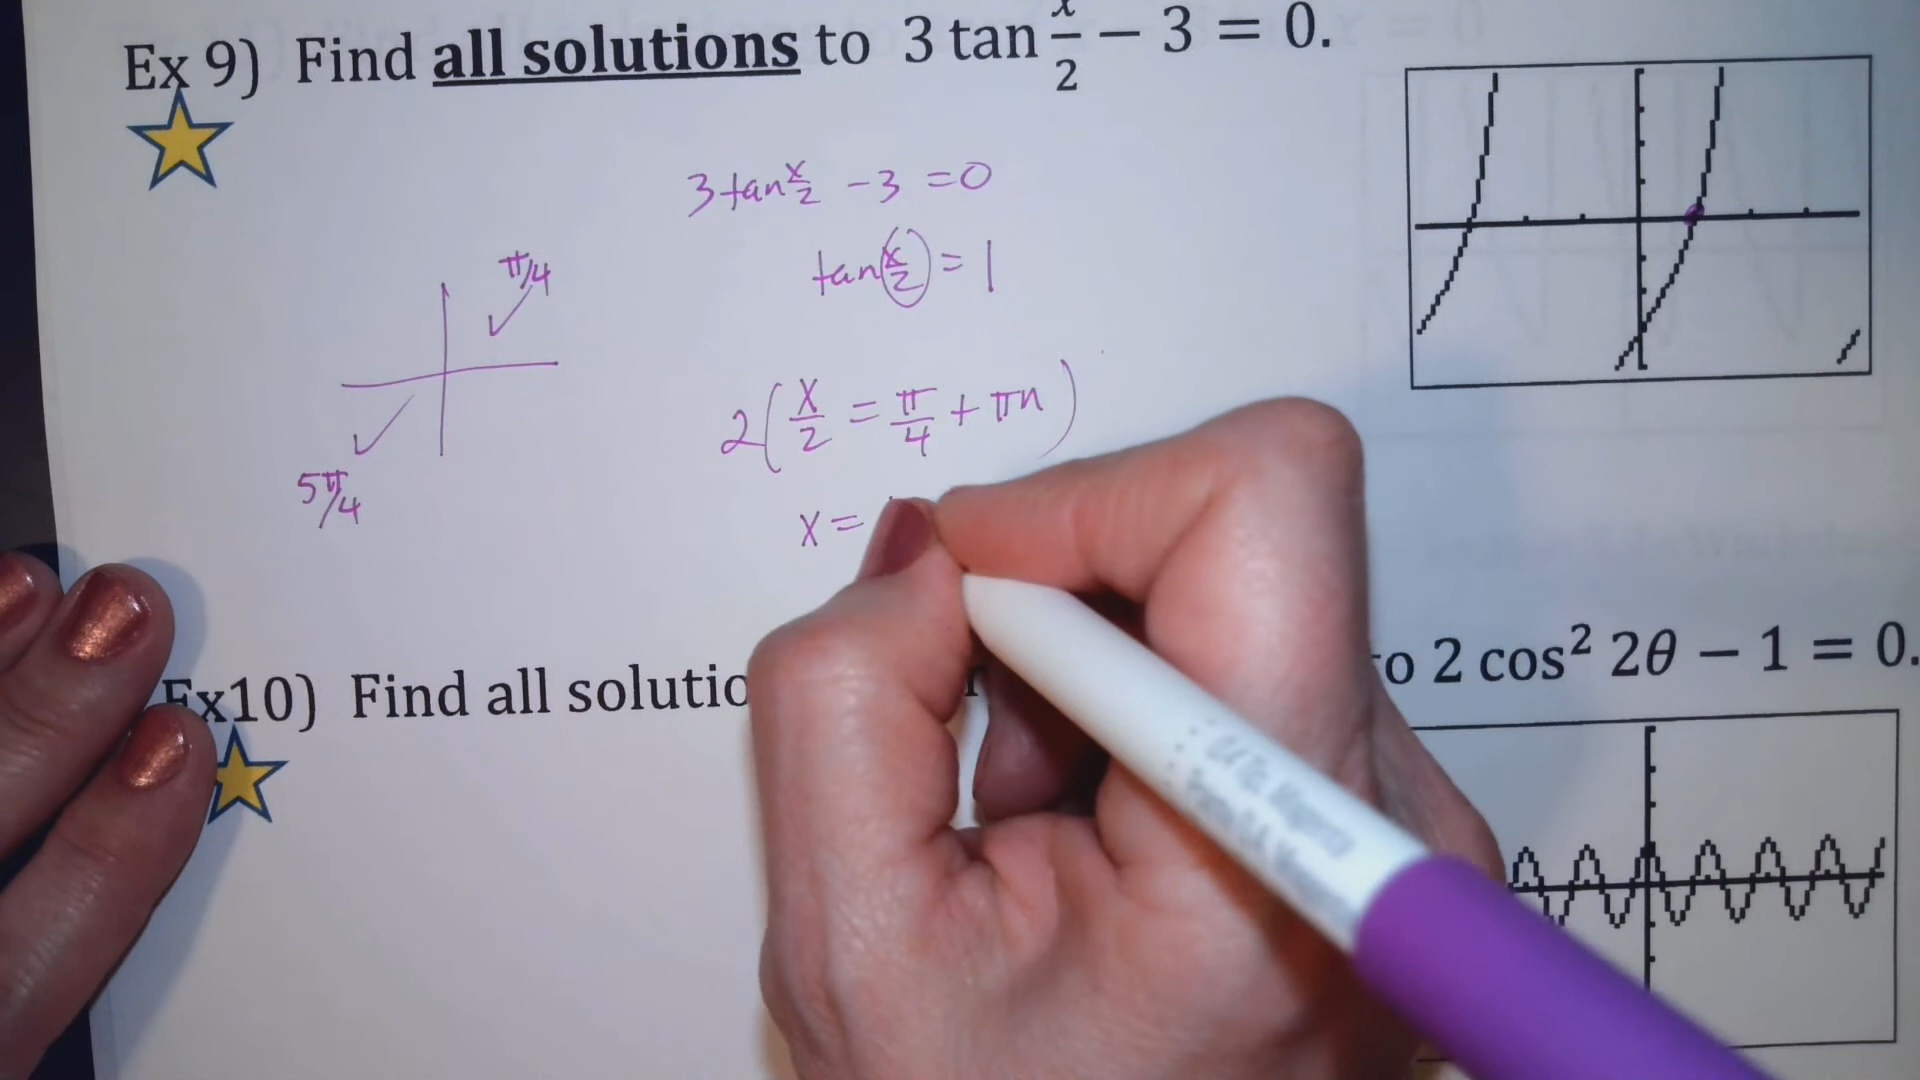 Ex 9) Find all solutions to 3 tan x/2 − 3 = 0.
3 tan x/2 − 3 = 0
tan(x/2) = 1
π/4
2(x/2 = π/4 + πn)
5π/4
x =
Ex10) Find all solutio o 2 cos² 2θ − 1 = 0.